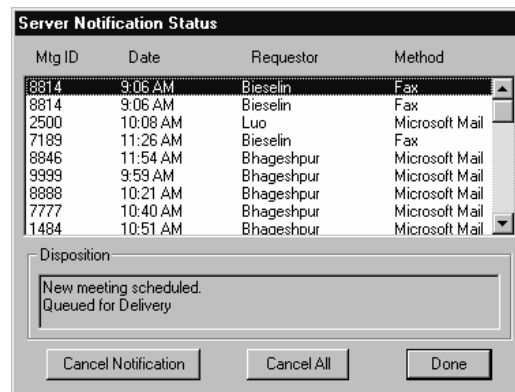 Server Notification Status
Mtg ID Date Requestor Method
8814 9:06 AM Bieselin Fax
8814 9:06 AM Bieselin Fax
2500 10:08 AM Luo Microsoft Mail
7189 11:26 AM Bieselin Fax
8846 11:54 AM Bhageshpur Microsoft Mail
9999 9:59 AM Bhageshpur Microsoft Mail
8888 10:21 AM Bhageshpur Microsoft Mail
7777 10:40 AM Bhageshpur Microsoft Mail
1484 10:51 AM Bhageshpur Microsoft Mail
Disposition
New meeting scheduled.
Queued for Delivery
Cancel Notification Cancel All Done